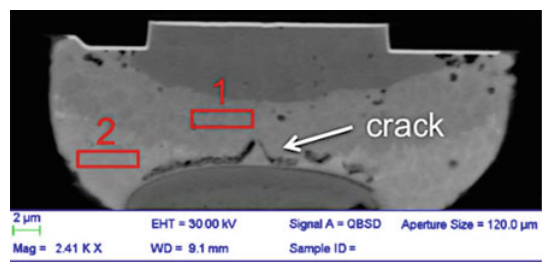 1
2
crack
2 µm
EHT = 30 00 kV
Signal A = QBSD
Aperture Size = 120.0 µm
Mag = 2.41 K X
WD = 9.1 mm
Sample ID =